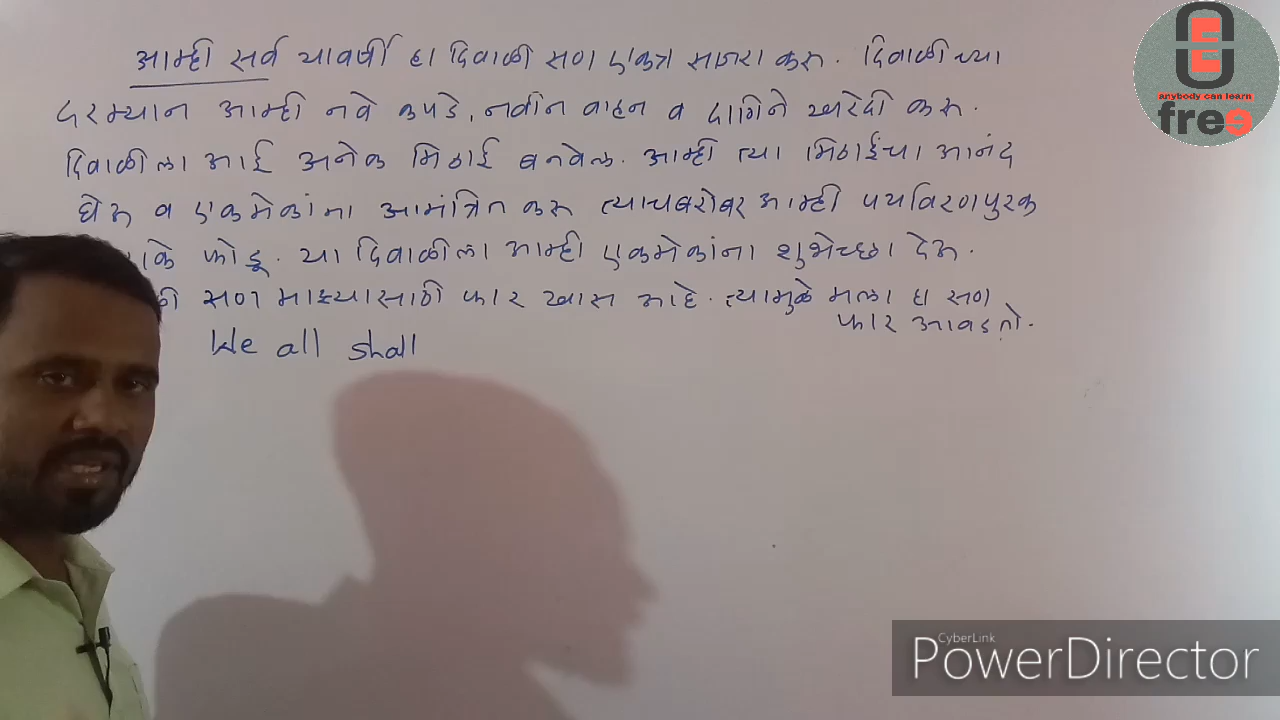 आम्ही सर्व यावर्षी हा दिवाळी सण एकत्र साजरा करू. दिवाळीच्या
दरम्यान आम्ही नवे कपडे, नवीन वाहन व दागिने खरेदी करू.
दिवाळीला आई अनेक मिठाई बनवेल. आम्ही त्या मिठाईचा आनंद
घेऊ व एकमेकांना आमंत्रित करू त्याचबरोबर आम्ही पर्यावरणपुरक
फोडू. या दिवाळीला आम्ही एकमेकांना शुभेच्छा देऊ.
सण माझ्यासाठी फार खास आहे. त्यामुळे मला हा सण
फार आवडतो.
We all shall
anybody can learn
free
CyberLink
PowerDirector